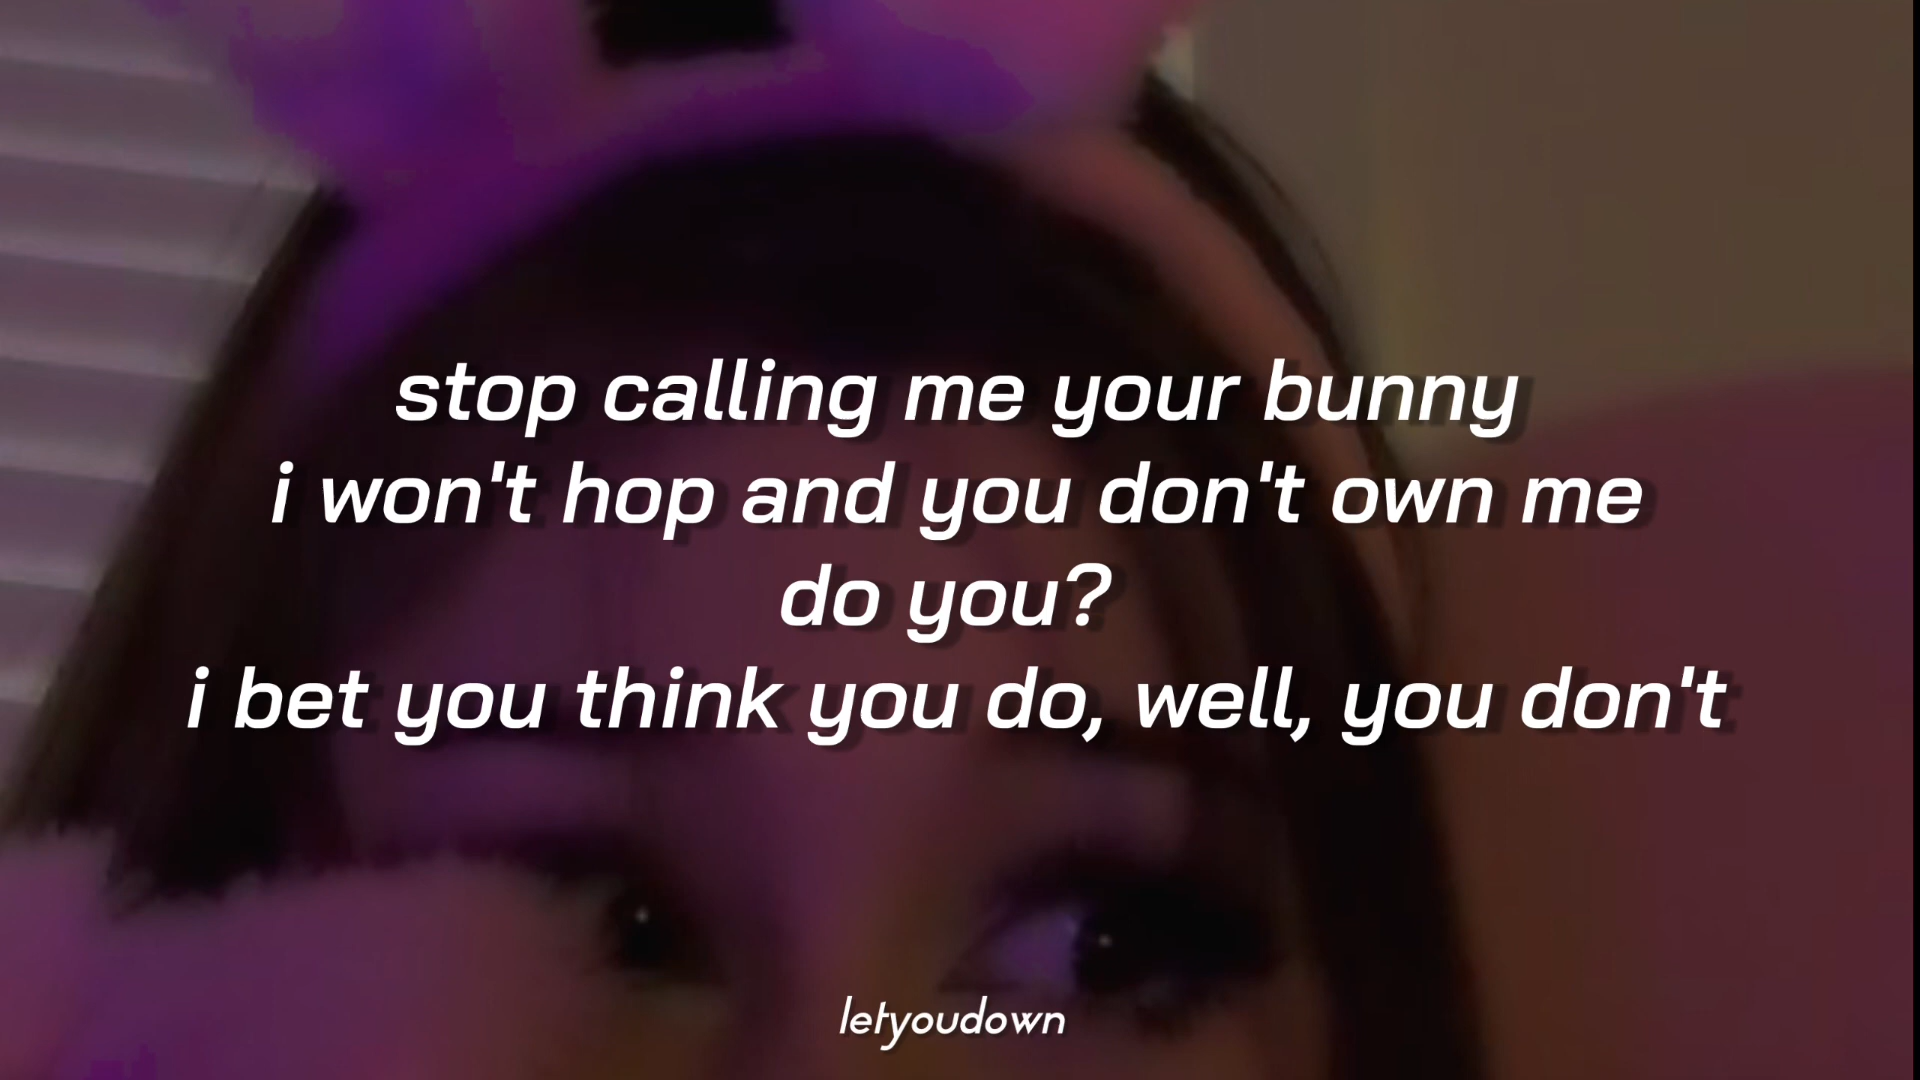 stop calling me your bunny
i won't hop and you don't own me
do you?
i bet you think you do, well, you don't
letyoudown